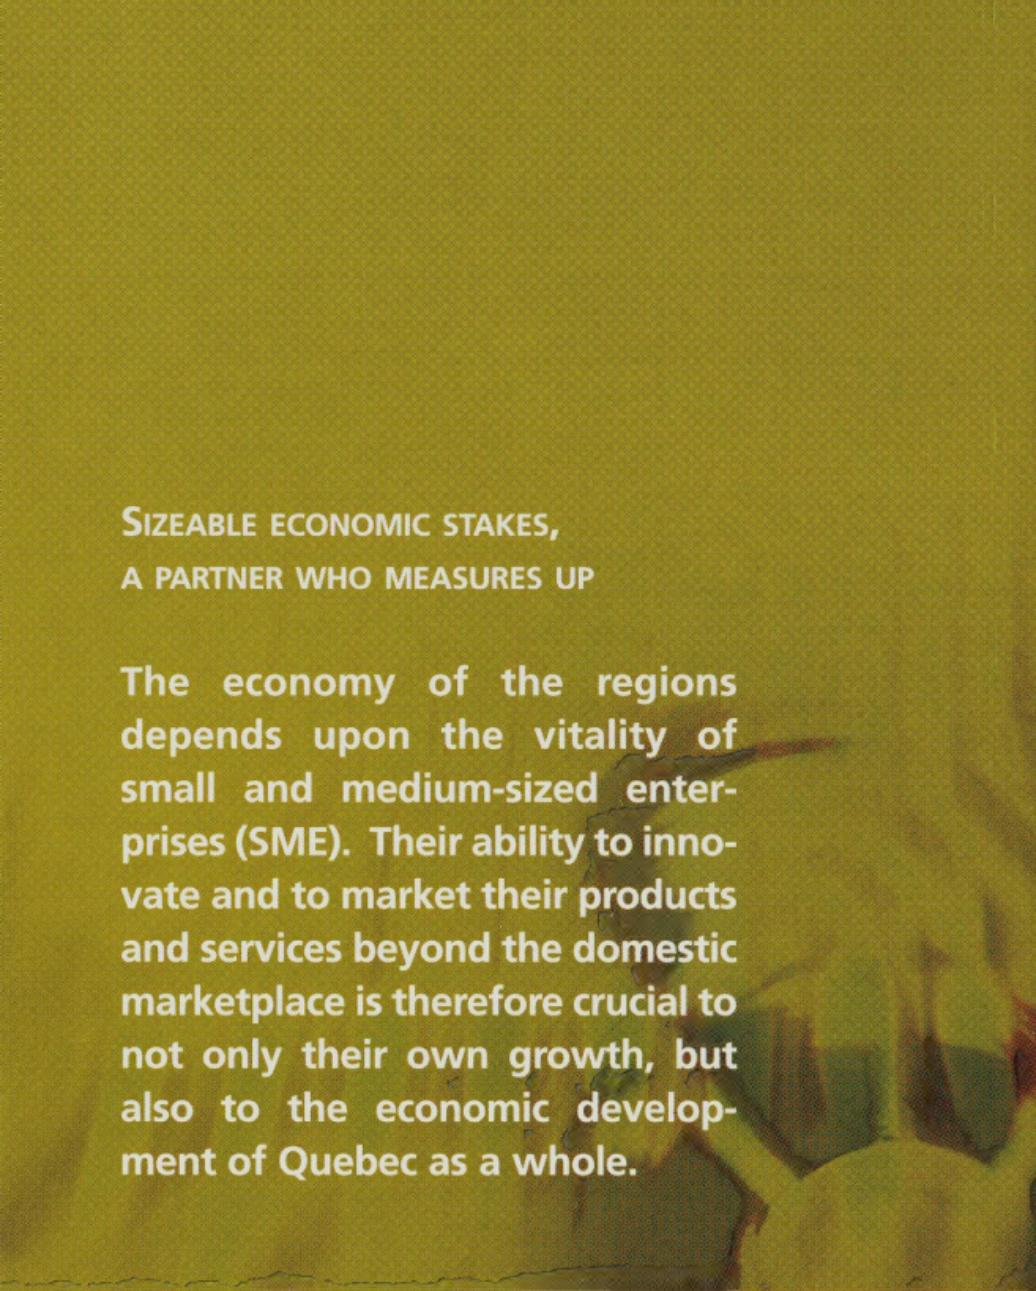 SIZEABLE ECONOMIC STAKES,
A PARTNER WHO MEASURES UP
The economy of the regions
depends upon the vitality of
small and medium-sized enter-
prises (SME). Their ability to inno-
vate and to market their products
and services beyond the domestic
marketplace is therefore crucial to
not only their own growth, but
also to the economic develop-
ment of Quebec as a whole.